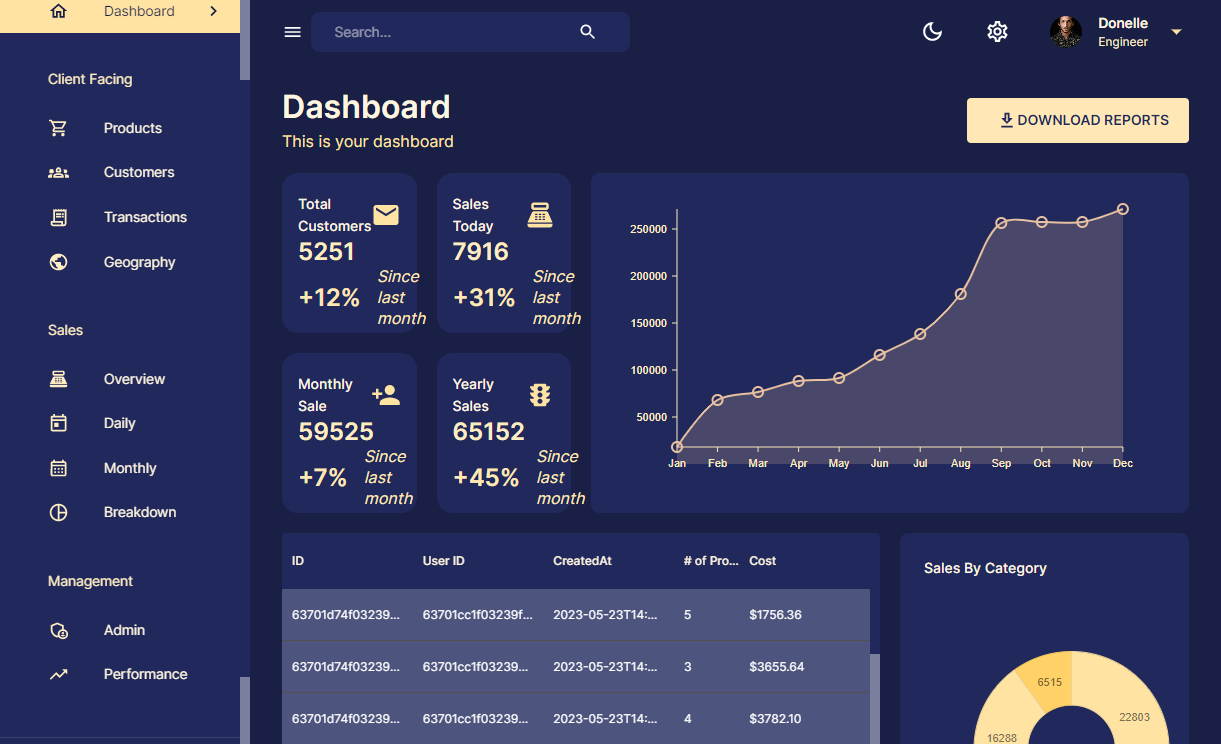 Dashboard
Client Facing
Products
Customers
Transactions
Geography
Sales
Overview
Daily
Monthly
Breakdown
Management
Admin
Performance
Search...
Donelle
Engineer
Dashboard
This is your dashboard
DOWNLOAD REPORTS
Total
Customers
5251
+12%
Since
last
month
Sales
Today
7916
+31%
Since
last
month
Monthly
Sale
59525
+7%
Since
last
month
Yearly
Sales
65152
+45%
Since
last
month
250000
200000
150000
100000
50000
Jan Feb Mar Apr May Jun Jul Aug Sep Oct Nov Dec
ID User ID CreatedAt # of Pro... Cost
63701d74f03239... 63701cc1f03239f... 2023-05-23T14:... 5 $1756.36
63701d74f03239... 63701cc1f03239... 2023-05-23T14:... 3 $3655.64
63701d74f03239... 63701cc1f03239... 2023-05-23T14:... 4 $3782.10
Sales By Category
6515
22803
16288